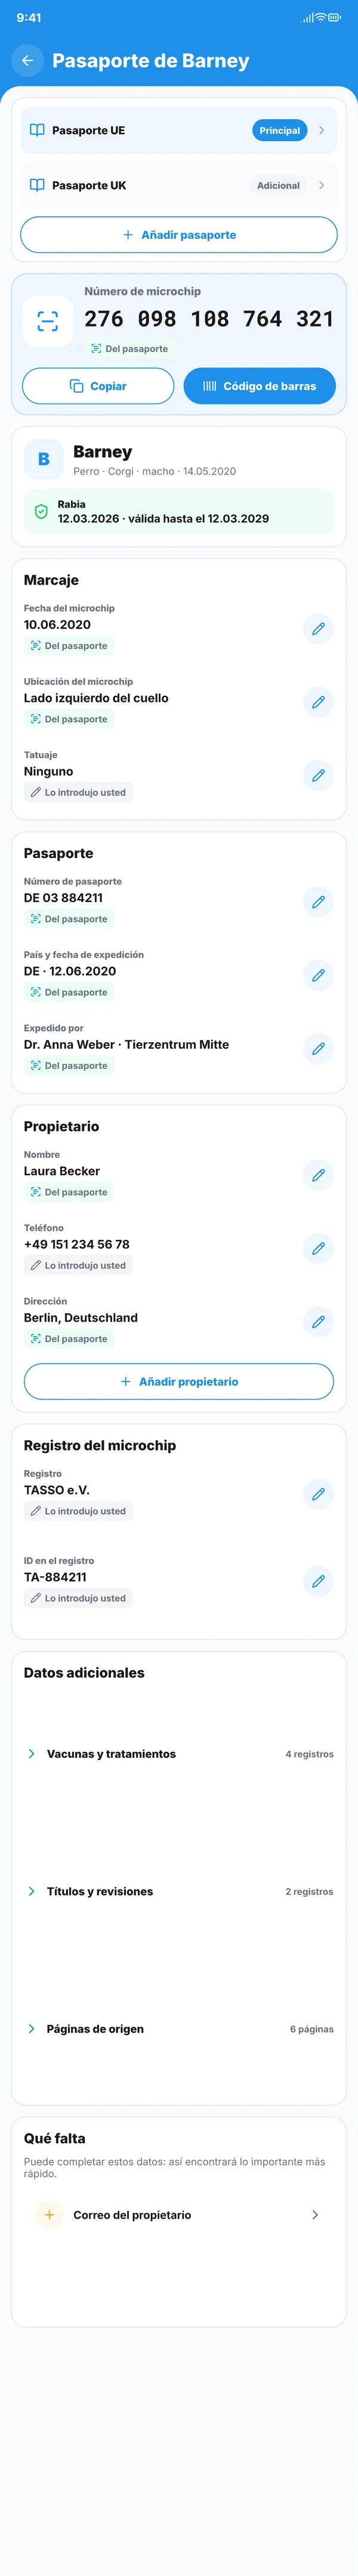 9:41
Pasaporte de Barney
Pasaporte UE
Principal
Pasaporte UK
Adicional
Añadir pasaporte
Número de microchip
276 098 108 764 321
Del pasaporte
Copiar
Código de barras
B
Barney
Perro · Corgi · macho · 14.05.2020
Rabia
12.03.2026 · válida hasta el 12.03.2029
Marcaje
Fecha del microchip
10.06.2020
Del pasaporte
Ubicación del microchip
Lado izquierdo del cuello
Del pasaporte
Tatuaje
Ninguno
Lo introdujo usted
Pasaporte
Número de pasaporte
DE 03 884211
Del pasaporte
País y fecha de expedición
DE · 12.06.2020
Del pasaporte
Expedido por
Dr. Anna Weber · Tierzentrum Mitte
Del pasaporte
Propietario
Nombre
Laura Becker
Del pasaporte
Teléfono
+49 151 234 56 78
Lo introdujo usted
Dirección
Berlin, Deutschland
Del pasaporte
Añadir propietario
Registro del microchip
Registro
TASSO e.V.
Lo introdujo usted
ID en el registro
TA-884211
Lo introdujo usted
Datos adicionales
Vacunas y tratamientos
4 registros
Títulos y revisiones
2 registros
Páginas de origen
6 páginas
Qué falta
Puede completar estos datos: así encontrará lo importante más
rápido.
Correo del propietario